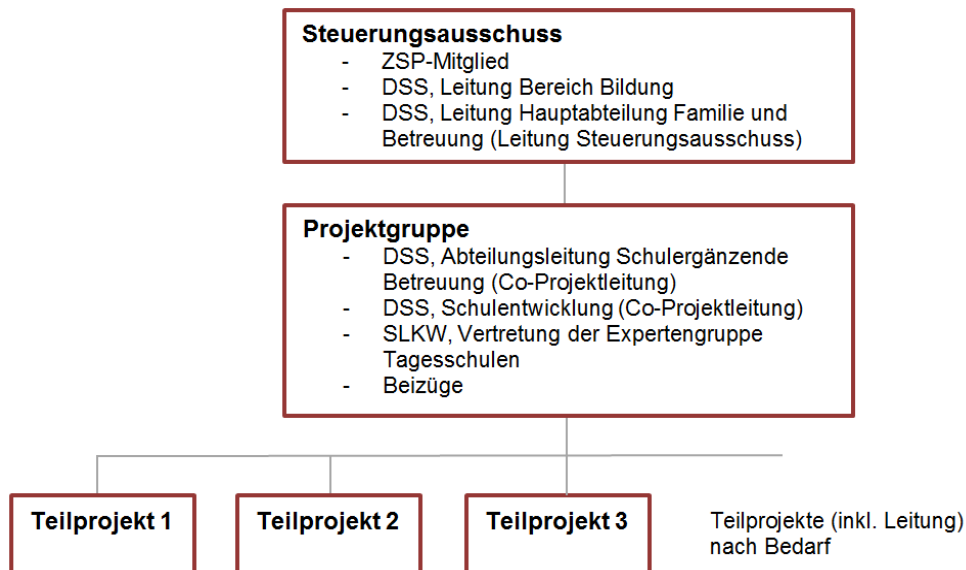 Steuerungsausschuss
- ZSP-Mitglied
- DSS, Leitung Bereich Bildung
- DSS, Leitung Hauptabteilung Familie und
Betreuung (Leitung Steuerungsausschuss)
Projektgruppe
- DSS, Abteilungsleitung Schulergänzende
Betreuung (Co-Projektleitung)
- DSS, Schulentwicklung (Co-Projektleitung)
- SLKW, Vertretung der Expertengruppe
Tagesschulen
- Beizüge
Teilprojekt 1
Teilprojekt 2
Teilprojekt 3
Teilprojekte (inkl. Leitung)
nach Bedarf